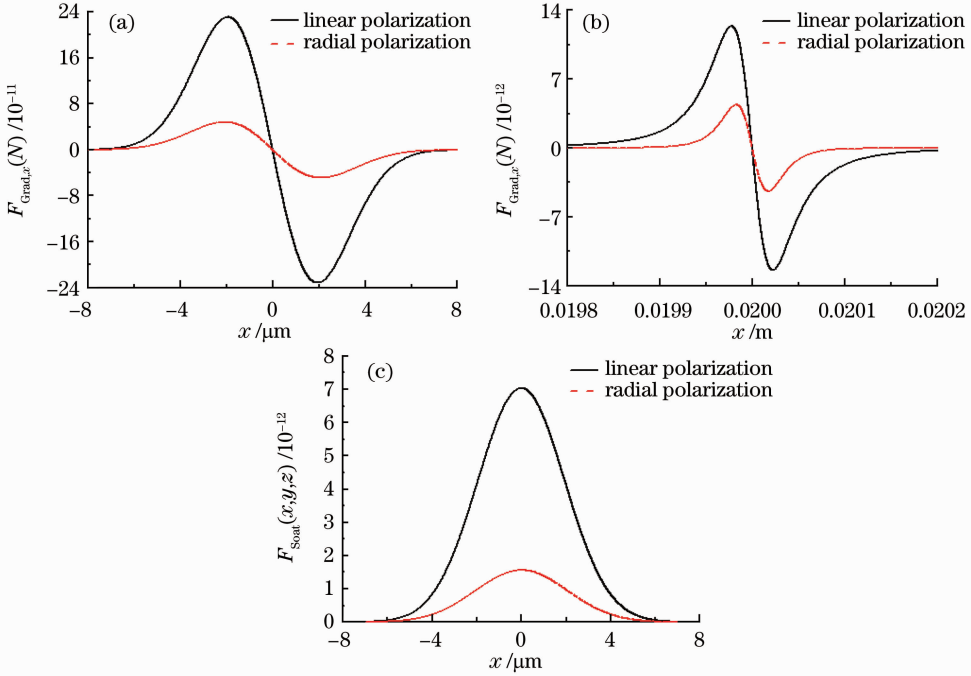 (a)
linear polarization
radial polarization
24
16
8
0
−8
−16
−24
F_Grad,x(N) /10⁻¹¹
−8 −4 0 4 8
x /μm
(b)
linear polarization
radial polarization
14
7
0
−7
−14
F_Grad,x(N) /10⁻¹²
0.0198 0.0199 0.0200 0.0201 0.0202
x /m
(c)
linear polarization
radial polarization
8
7
6
5
4
3
2
1
0
F_Soat(x,y,z) /10⁻¹²
−8 −4 0 4 8
x /μm